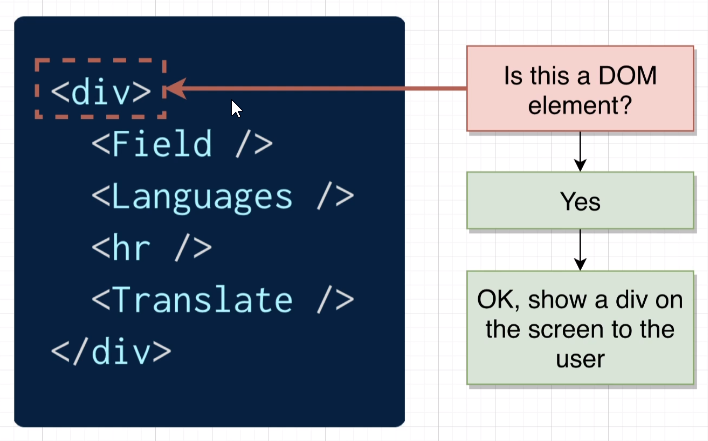 <div>
<Field />
<Languages />
<hr />
<Translate />
</div>
Is this a DOM
element?
Yes
OK, show a div on
the screen to the
user